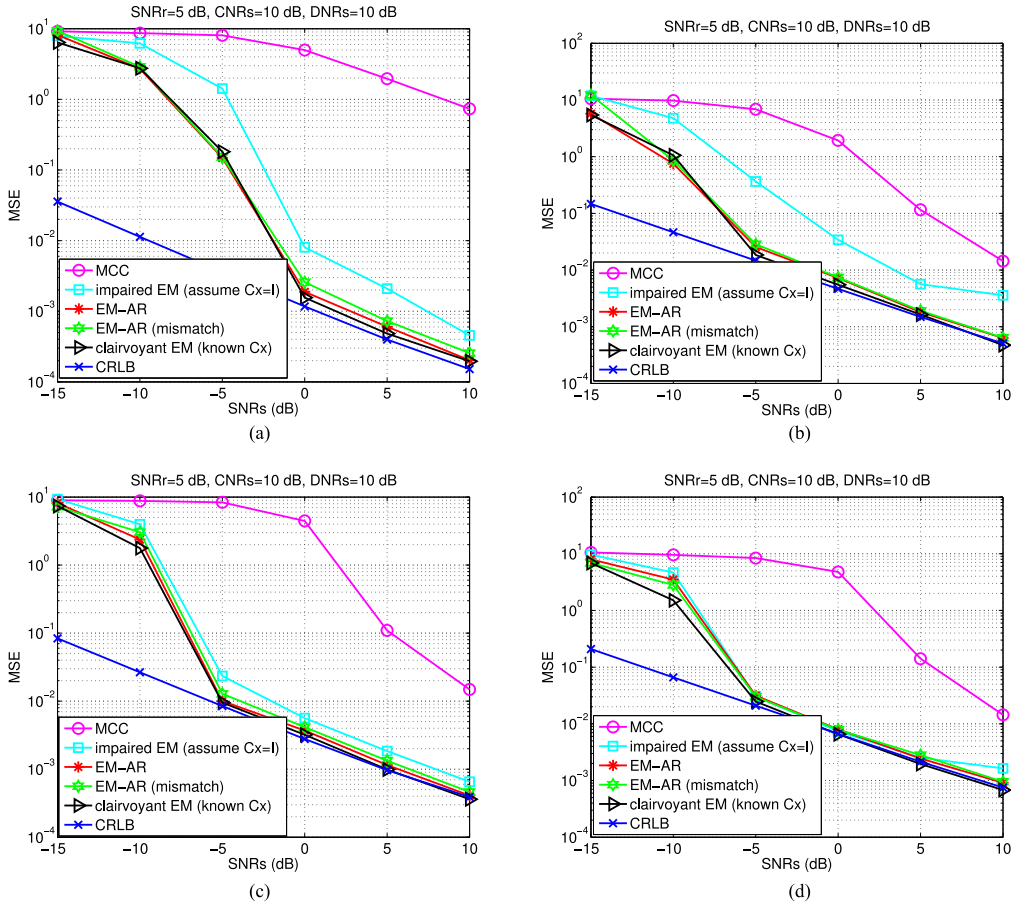 SNRr=5 dB, CNRs=10 dB, DNRs=10 dB
10^1
10^0
10^-1
10^-2
10^-3
10^-4
MSE
MCC
impaired EM (assume Cx=I)
EM-AR
EM-AR (mismatch)
clairvoyant EM (known Cx)
CRLB
-15 -10 -5 0 5 10
SNRs (dB)
(a)
SNRr=5 dB, CNRs=10 dB, DNRs=10 dB
10^2
10^1
10^0
10^-1
10^-2
10^-3
10^-4
MSE
MCC
impaired EM (assume Cx=I)
EM-AR
EM-AR (mismatch)
clairvoyant EM (known Cx)
CRLB
-15 -10 -5 0 5 10
SNRs (dB)
(b)
SNRr=5 dB, CNRs=10 dB, DNRs=10 dB
10^1
10^0
10^-1
10^-2
10^-3
10^-4
MSE
MCC
impaired EM (assume Cx=I)
EM-AR
EM-AR (mismatch)
clairvoyant EM (known Cx)
CRLB
-15 -10 -5 0 5 10
SNRs (dB)
(c)
SNRr=5 dB, CNRs=10 dB, DNRs=10 dB
10^2
10^1
10^0
10^-1
10^-2
10^-3
10^-4
MSE
MCC
impaired EM (assume Cx=I)
EM-AR
EM-AR (mismatch)
clairvoyant EM (known Cx)
CRLB
-15 -10 -5 0 5 10
SNRs (dB)
(d)